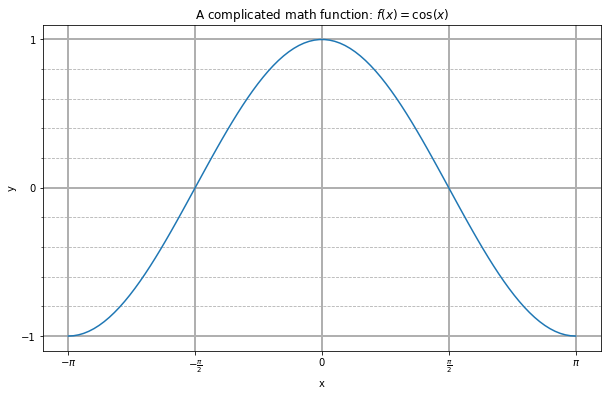 A complicated math function: f(x) = cos(x)
1
0
−1
y
−π
−π/2
0
π/2
π
x